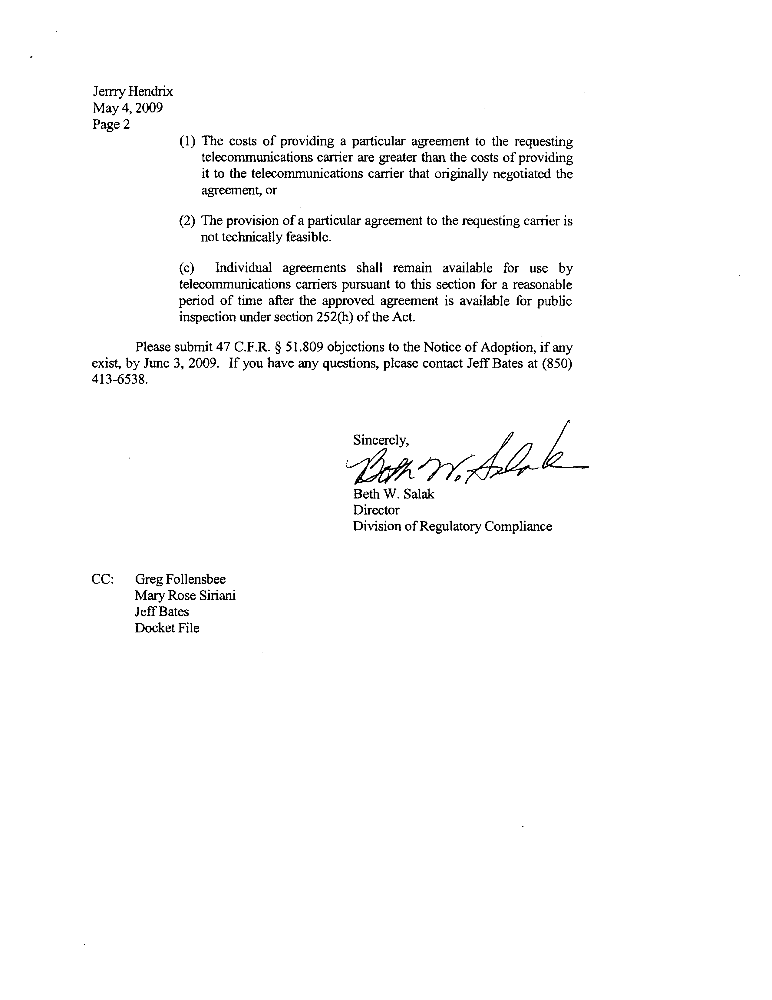 Jerrry Hendrix
May 4, 2009
Page 2
(1) The costs of providing a particular agreement to the requesting
telecommunications carrier are greater than the costs of providing
it to the telecommunications carrier that originally negotiated the
agreement, or
(2) The provision of a particular agreement to the requesting carrier is
not technically feasible.
(c) Individual agreements shall remain available for use by
telecommunications carriers pursuant to this section for a reasonable
period of time after the approved agreement is available for public
inspection under section 252(h) of the Act.
Please submit 47 C.F.R. § 51.809 objections to the Notice of Adoption, if any
exist, by June 3, 2009. If you have any questions, please contact Jeff Bates at (850)
413-6538.
Sincerely,
Beth W. Salak
Beth W. Salak
Director
Division of Regulatory Compliance
CC: Greg Follensbee
Mary Rose Siriani
Jeff Bates
Docket File